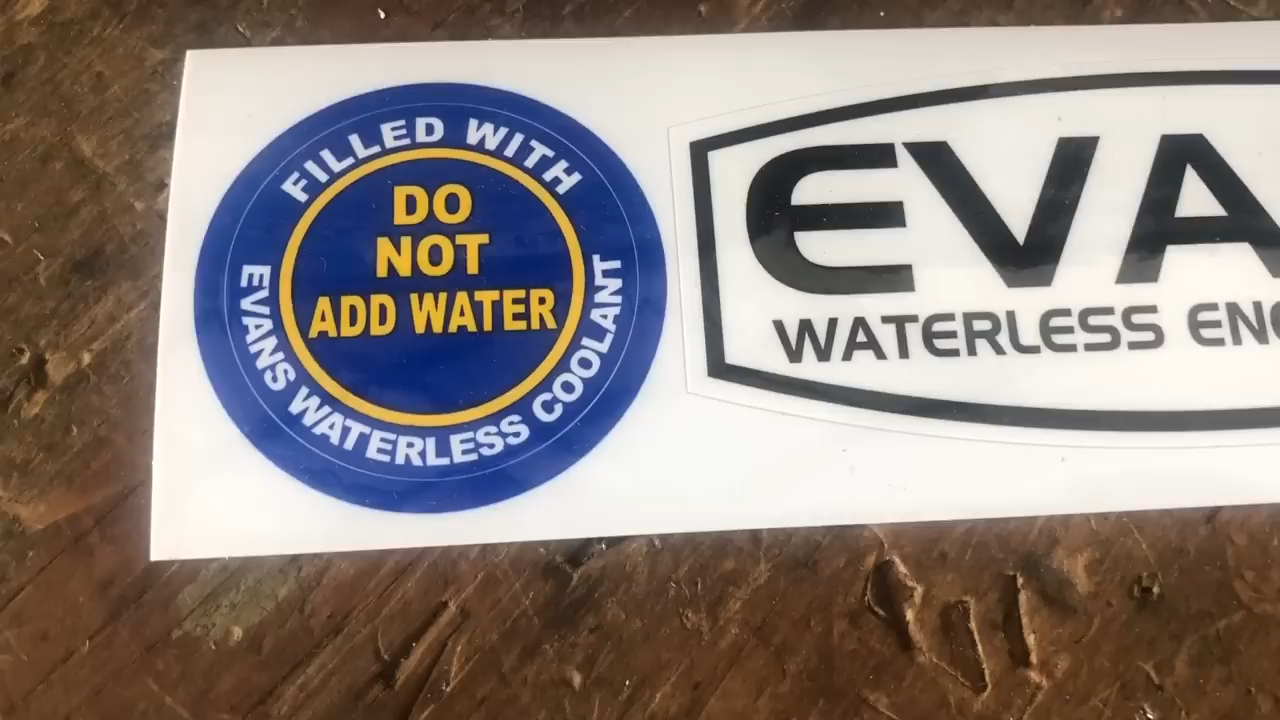 FILLED WITH
DO
NOT
ADD WATER
EVANS WATERLESS COOLANT
EVA
WATERLESS ENG